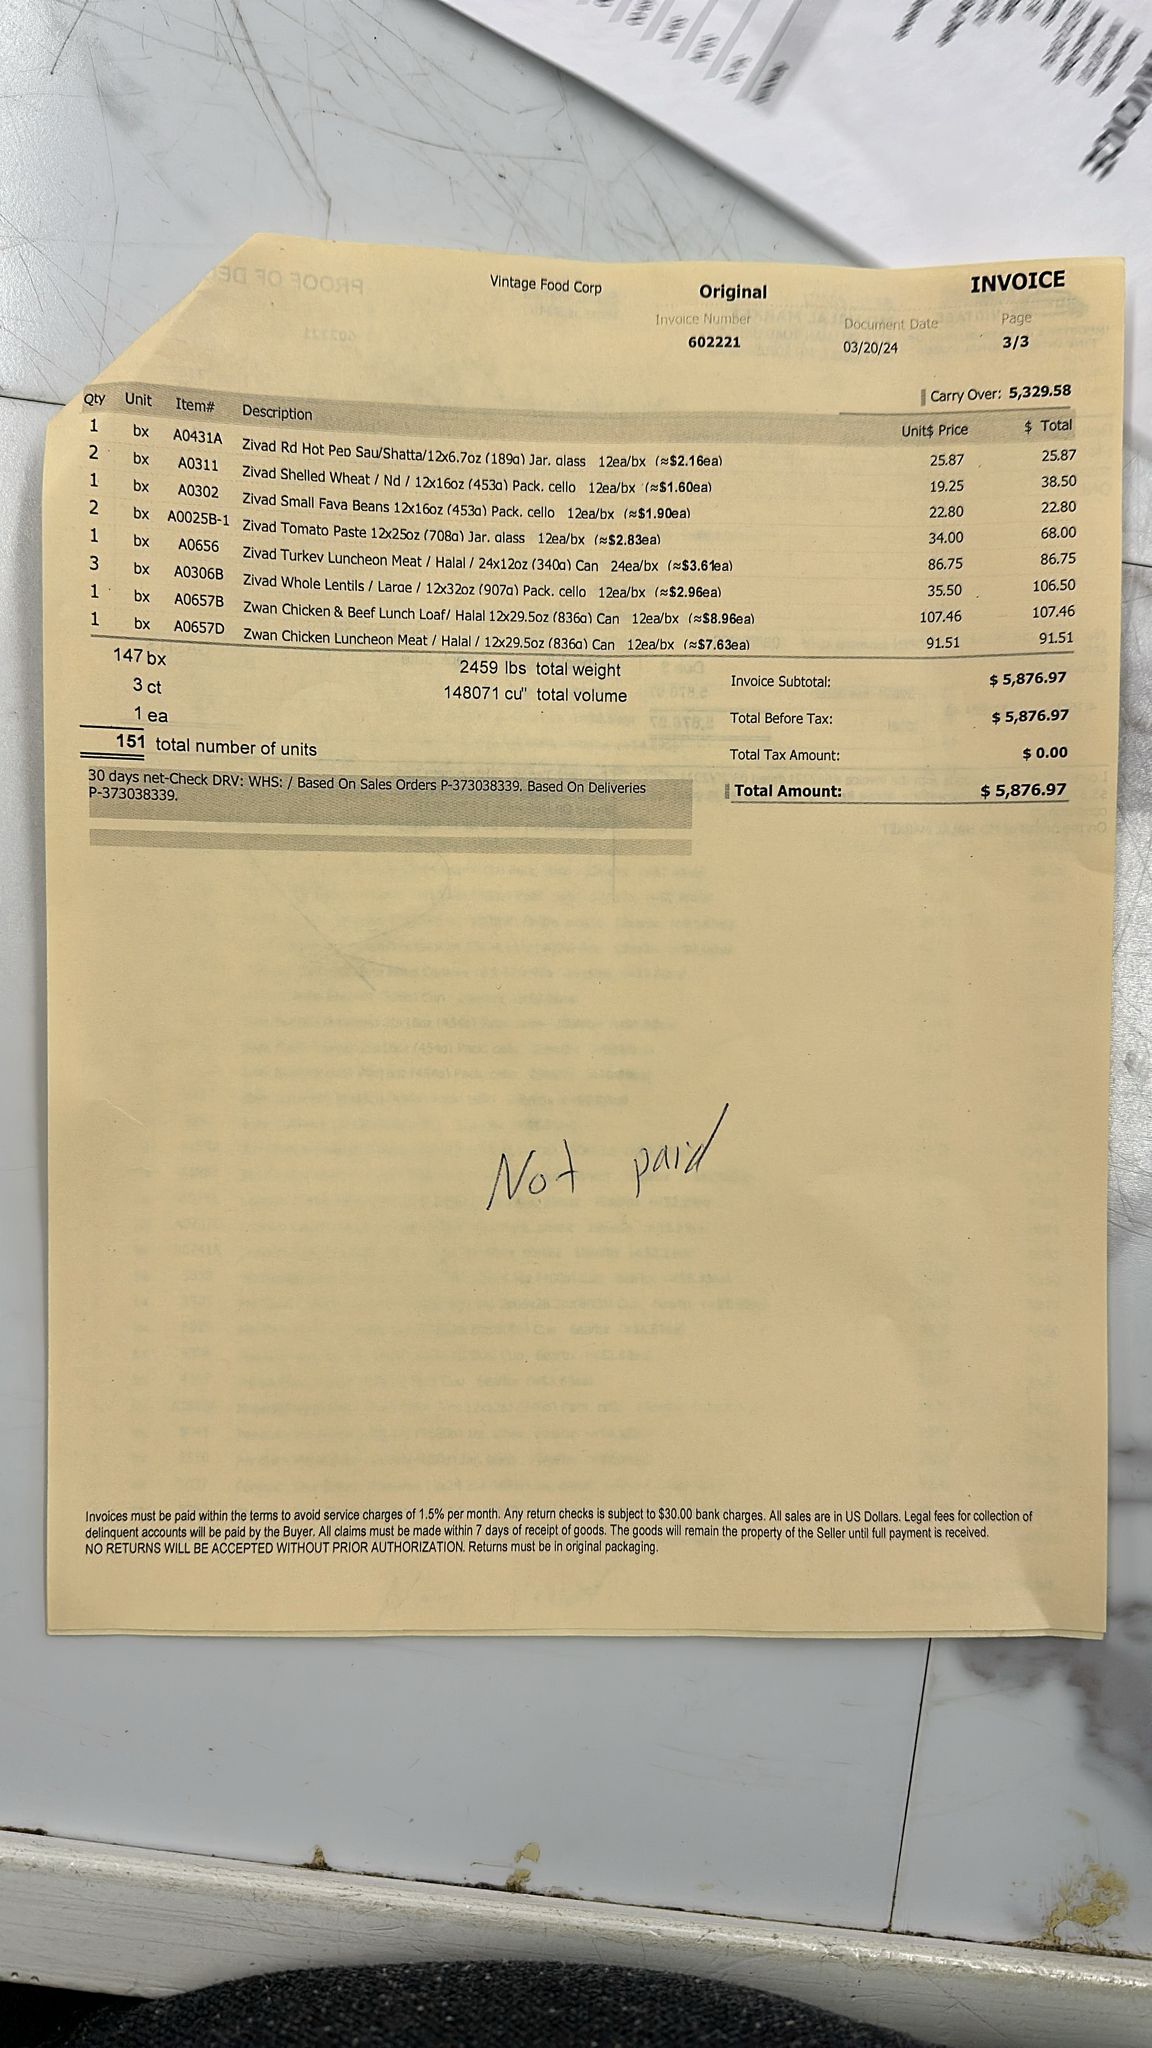 INVOICE
Vintage Food Corp
Original
INVOICE
Invoice Number
Document Date
Page
602221
03/20/24
3/3
Carry Over: 5,329.58
Qty Unit Item# Description Unit$ Price $ Total
1 bx A0431A Zivad Rd Hot Pep Sau/Shatta/12x6.7oz (189g) Jar. glass 12ea/bx (≈$2.16ea) 25.87 25.87
2 bx A0311 Zivad Shelled Wheat / Nd / 12x16oz (453g) Pack. cello 12ea/bx (≈$1.60ea) 19.25 38.50
1 bx A0302 Zivad Small Fava Beans 12x16oz (453g) Pack. cello 12ea/bx (≈$1.90ea) 22.80 22.80
2 bx A0025B-1 Zivad Tomato Paste 12x25oz (708g) Jar. glass 12ea/bx (≈$2.83ea) 34.00 68.00
1 bx A0656 Zivad Turkey Luncheon Meat / Halal / 24x12oz (340g) Can 24ea/bx (≈$3.61ea) 86.75 86.75
3 bx A0306B Zivad Whole Lentils / Large / 12x32oz (907g) Pack. cello 12ea/bx (≈$2.96ea) 35.50 106.50
1 bx A0657B Zwan Chicken & Beef Lunch Loaf/ Halal 12x29.5oz (836g) Can 12ea/bx (≈$8.96ea) 107.46 107.46
1 bx A0657D Zwan Chicken Luncheon Meat / Halal / 12x29.5oz (836g) Can 12ea/bx (≈$7.63ea) 91.51 91.51
147 bx 2459 lbs total weight Invoice Subtotal: $ 5,876.97
3 ct 148071 cu" total volume Total Before Tax: $ 5,876.97
1 ea
151 total number of units Total Tax Amount: $ 0.00
30 days net-Check DRV: WHS: / Based On Sales Orders P-373038339. Based On Deliveries
P-373038339.
Total Amount: $ 5,876.97
Not paid
Invoices must be paid within the terms to avoid service charges of 1.5% per month. Any return checks is subject to $30.00 bank charges. All sales are in US Dollars. Legal fees for collection of
delinquent accounts will be paid by the Buyer. All claims must be made within 7 days of receipt of goods. The goods will remain the property of the Seller until full payment is received.
NO RETURNS WILL BE ACCEPTED WITHOUT PRIOR AUTHORIZATION. Returns must be in original packaging.